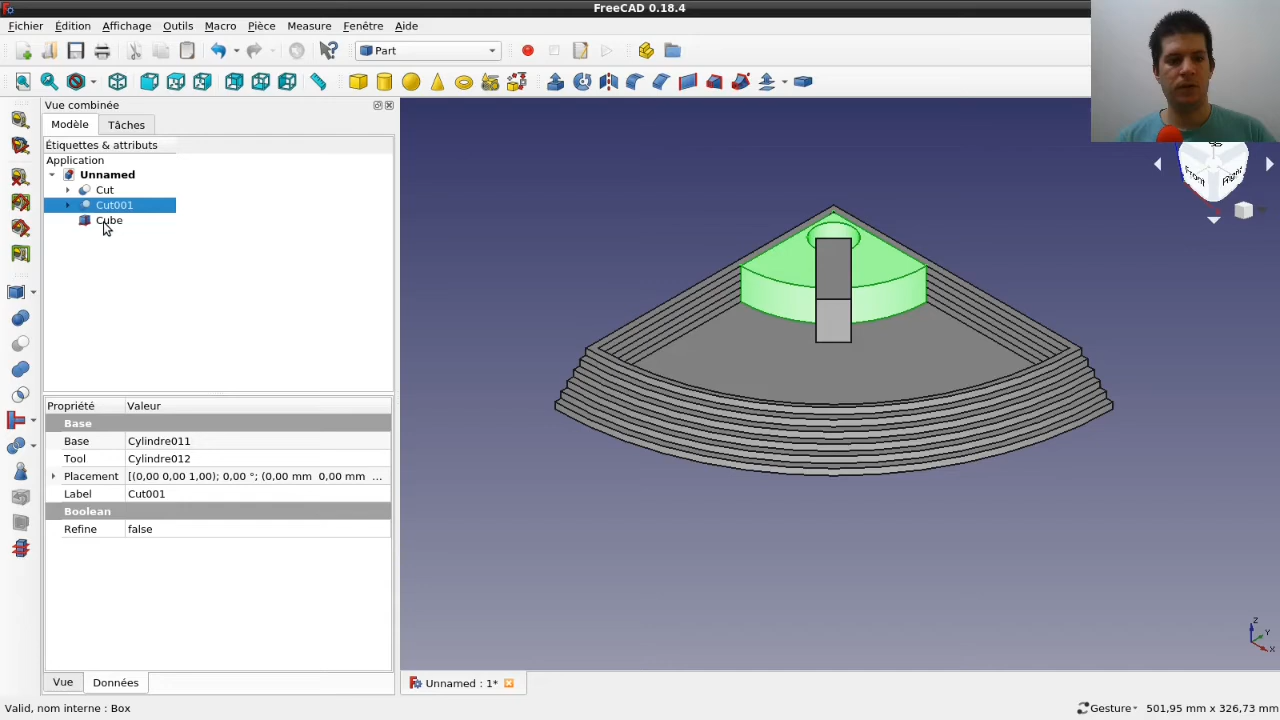 FreeCAD 0.18.4
Fichier Édition Affichage Outils Macro Pièce Measure Fenêtre Aide
Part
Vue combinée
Modèle Tâches
Étiquettes & attributs
Application
Unnamed
Cut
Cut001
Cube
Propriété Valeur
Base
Base Cylindre011
Tool Cylindre012
Placement [(0,00 0,00 1,00); 0,00 °; (0,00 mm 0,00 mm ...
Label Cut001
Boolean
Refine false
Vue Données
Front Right
Z
Y
X
Unnamed : 1*
Valid, nom interne : Box
Gesture 501,95 mm x 326,73 mm